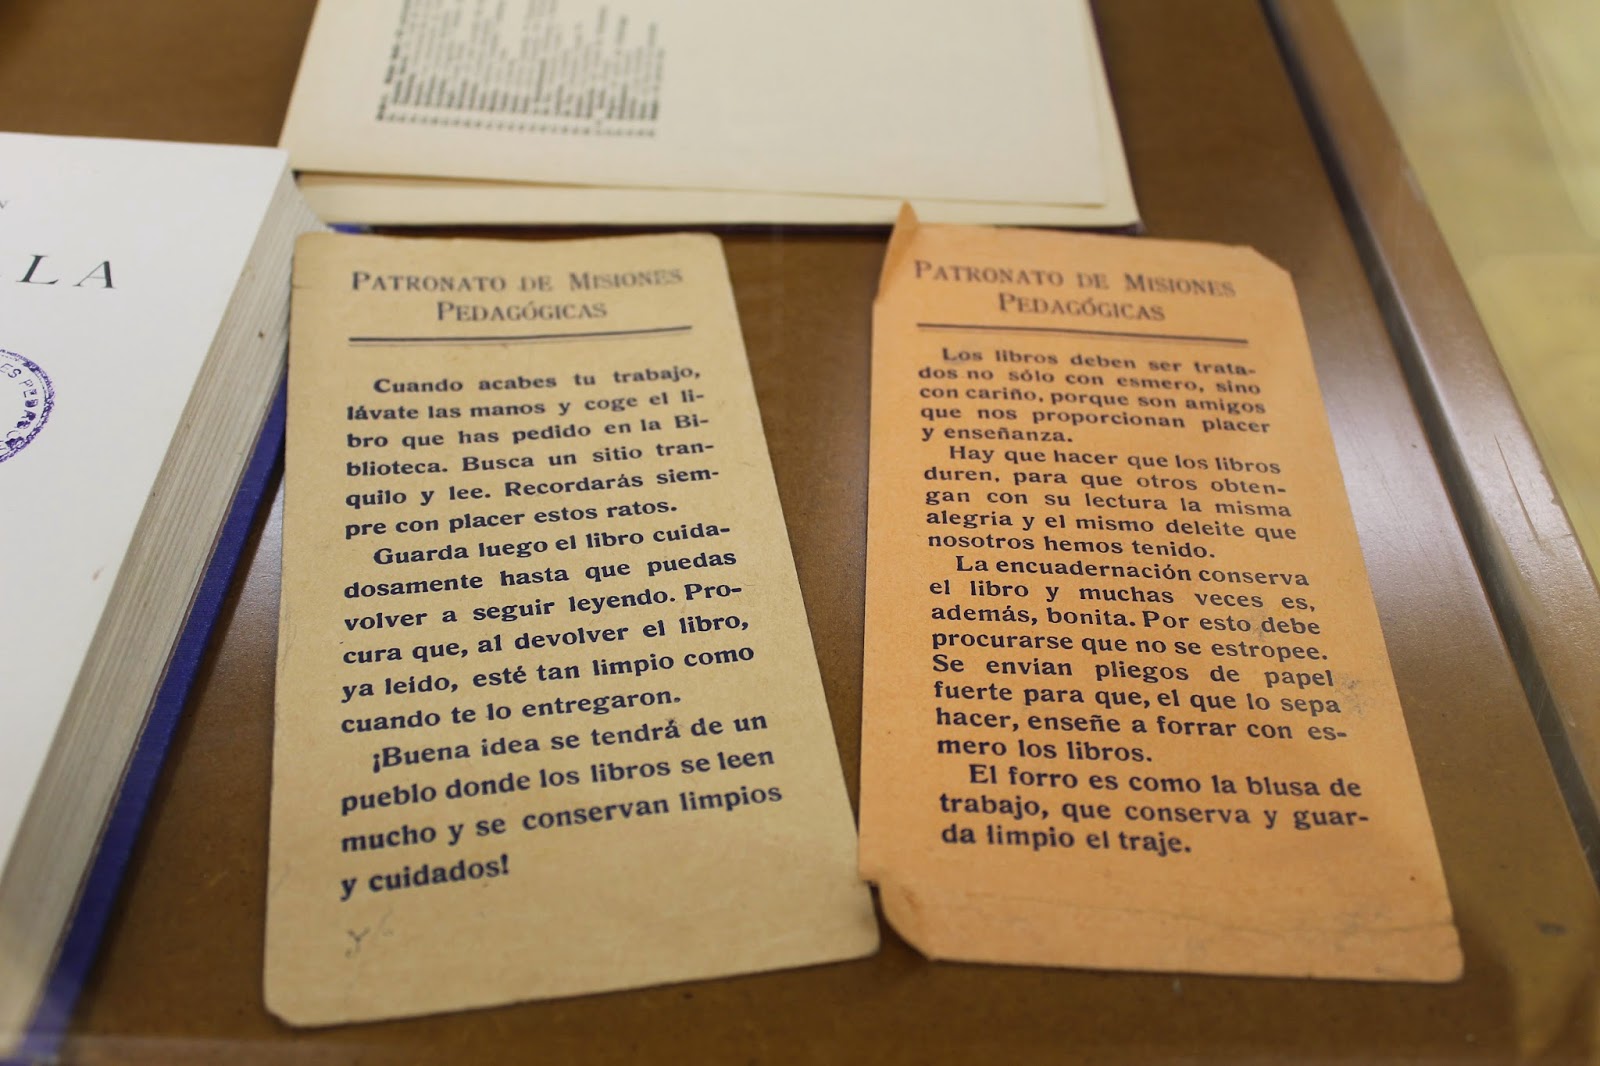 LLA
PATRONATO DE MISIONES
PEDAGÓGICAS
Cuando acabes tu trabajo,
lávate las manos y coge el li-
bro que has pedido en la Bi-
blioteca. Busca un sitio tran-
quilo y lee. Recordarás siem-
pre con placer estos ratos.
Guarda luego el libro cuida-
dosamente hasta que puedas
volver a seguir leyendo. Pro-
cura que, al devolver el libro,
ya leido, esté tan limpio como
cuando te lo entregaron.
¡Buena idea se tendrá de un
pueblo donde los libros se leen
mucho y se conservan limpios
y cuidados!
PATRONATO DE MISIONES
PEDAGÓGICAS
Los libros deben ser trata-
dos no sólo con esmero, sino
con cariño, porque son amigos
que nos proporcionan placer
y enseñanza.
Hay que hacer que los libros
duren, para que otros obten-
gan con su lectura la misma
alegria y el mismo deleite que
nosotros hemos tenido.
La encuadernación conserva
el libro y muchas veces es,
además, bonita. Por esto debe
procurarse que no se estropee.
Se envian pliegos de papel
fuerte para que, el que lo sepa
hacer, enseñe a forrar con es-
mero los libros.
El forro es como la blusa de
trabajo, que conserva y guar-
da limpio el traje.